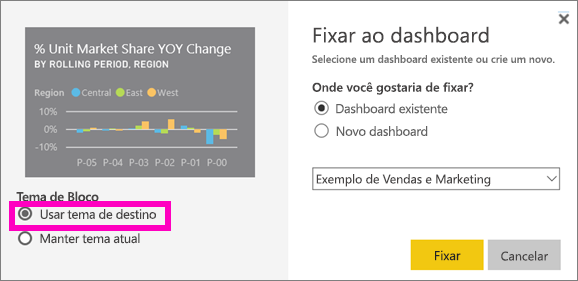 % Unit Market Share YOY Change
BY ROLLING PERIOD, REGION
Region Central East West
10%
0%
-10%
P-05 P-04 P-03 P-02 P-01 P-00
Tema de Bloco
Usar tema de destino
Manter tema atual
Fixar ao dashboard
Selecione um dashboard existente ou crie um novo.
Onde você gostaria de fixar?
Dashboard existente
Novo dashboard
Exemplo de Vendas e Marketing
Fixar Cancelar